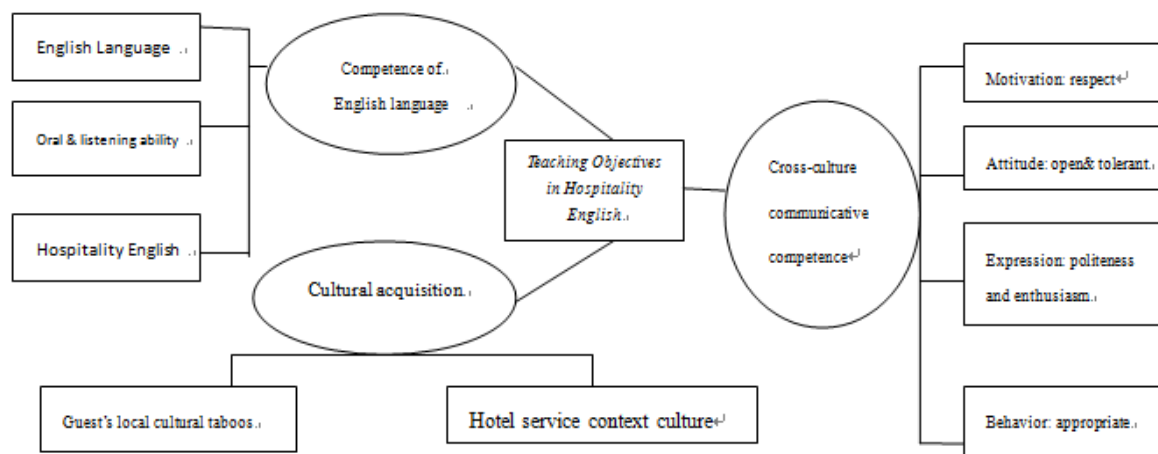 English Language
Oral & listening ability
Hospitality English
Competence of
English language
Cultural acquisition
Guest's local cultural taboos.
Hotel service context culture
Teaching Objectives
in Hospitality
English.
Cross-culture
communicative
competence
Motivation: respect
Attitude: open& tolerant.
Expression: politeness
and enthusiasm.
Behavior: appropriate.